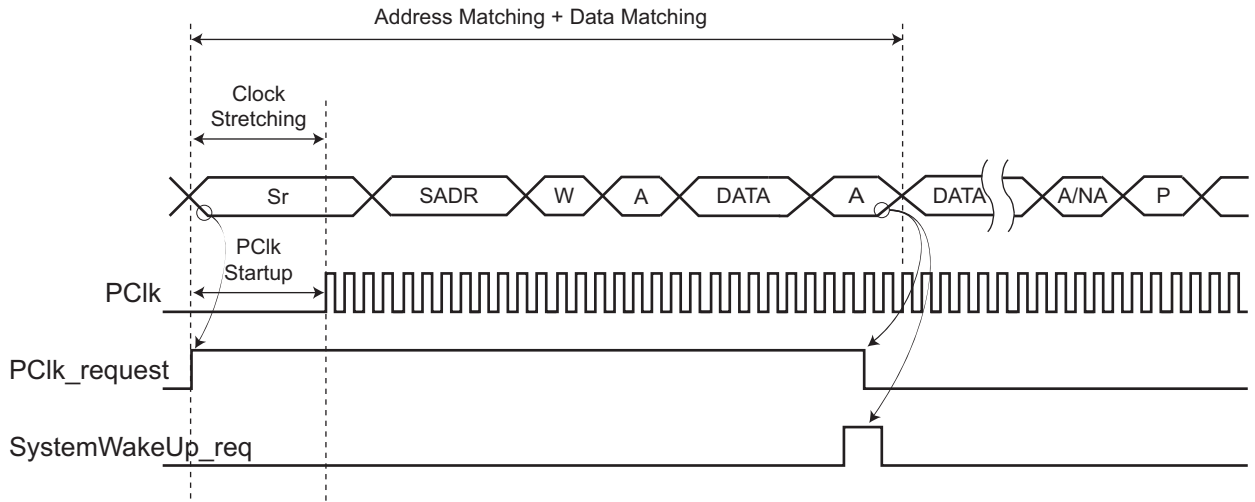 Address Matching + Data Matching
Clock
Stretching
Sr SADR W A DATA A DATA A/NA P
PClk
Startup
PClk
PClk_request
SystemWakeUp_req